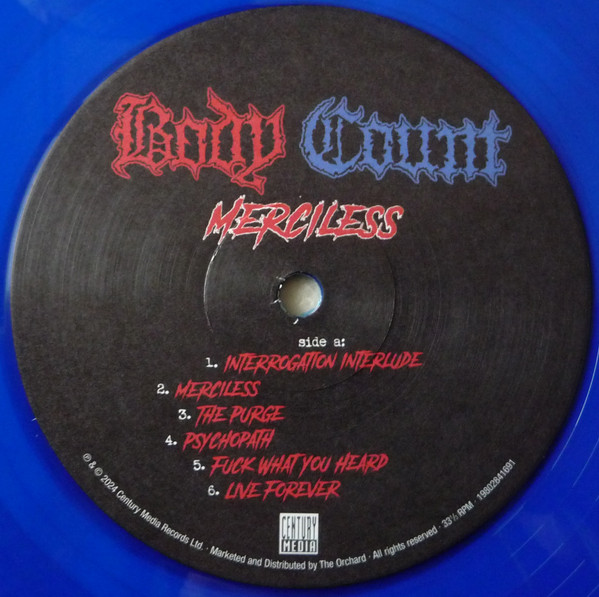 Body Count
MERCILESS
side a:
1. INTERROGATION INTERLUDE
2. MERCILESS
3. THE PURGE
4. PSYCHOPATH
5. FUCK WHAT YOU HEARD
6. LIVE FOREVER
CENTURY
MEDIA
℗ & © 2024 Century Media Records Ltd. · Marketed and Distributed by The Orchard · All rights reserved · 33⅓ RPM · 19802841691